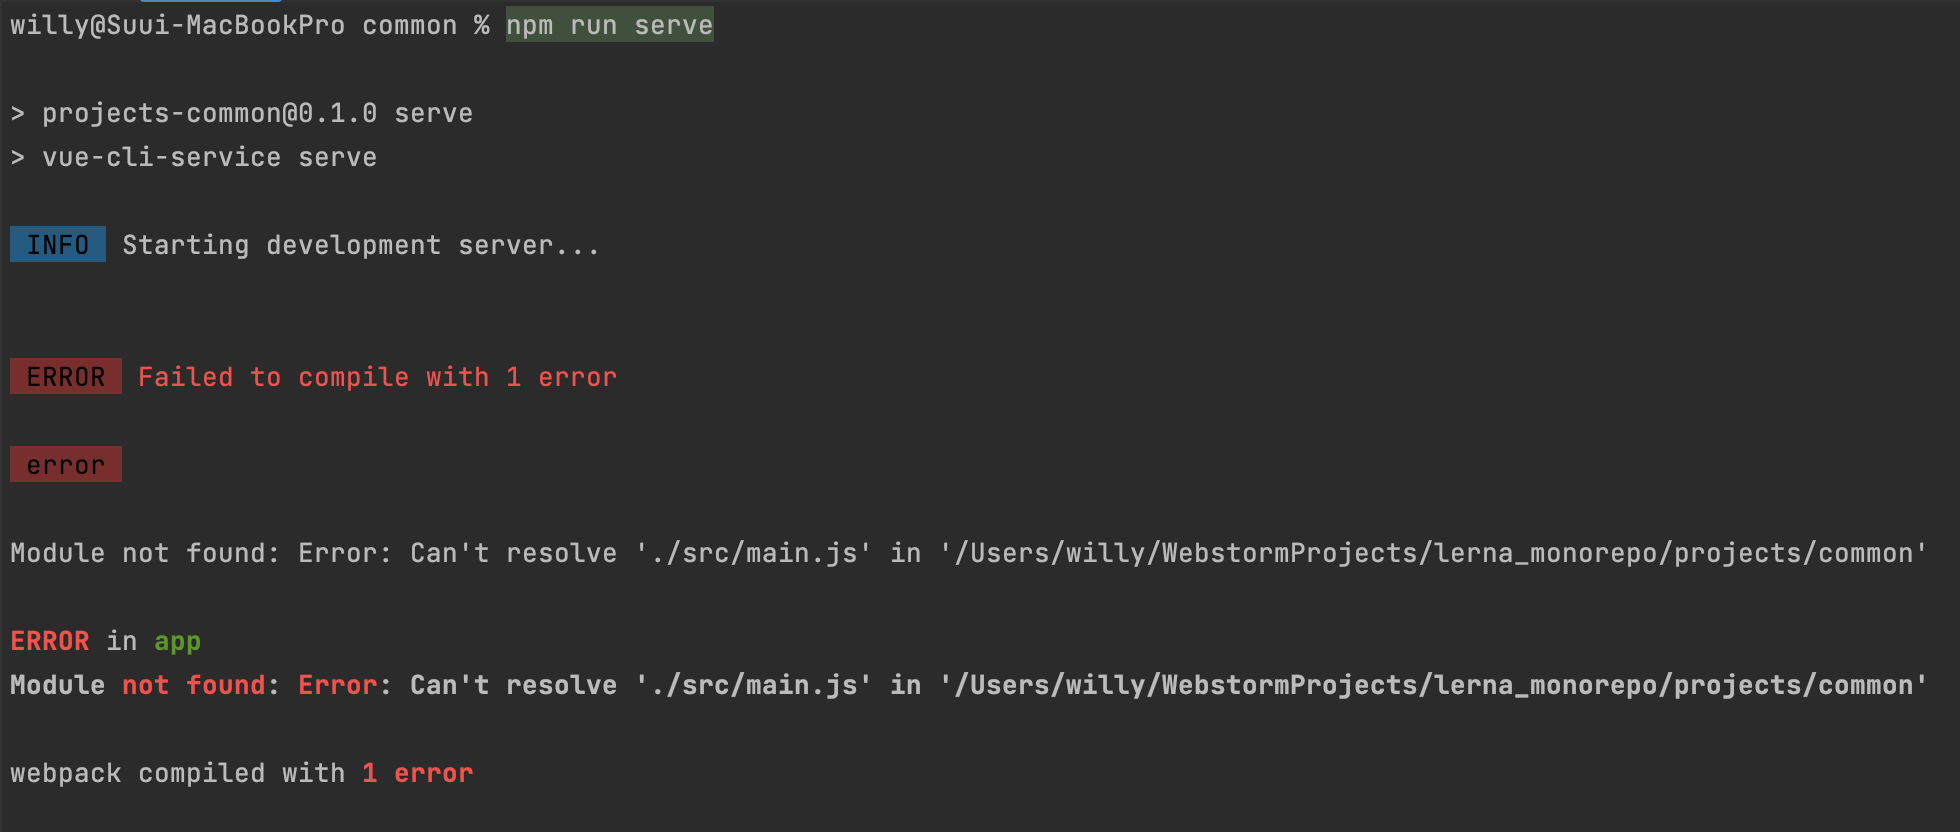 willy@Suui-MacBookPro common % npm run serve
> projects-common@0.1.0 serve
> vue-cli-service serve
INFO Starting development server...
ERROR Failed to compile with 1 error
error
Module not found: Error: Can't resolve './src/main.js' in '/Users/willy/WebstormProjects/lerna_monorepo/projects/common'
ERROR in app
Module not found: Error: Can't resolve './src/main.js' in '/Users/willy/WebstormProjects/lerna_monorepo/projects/common'
webpack compiled with 1 error